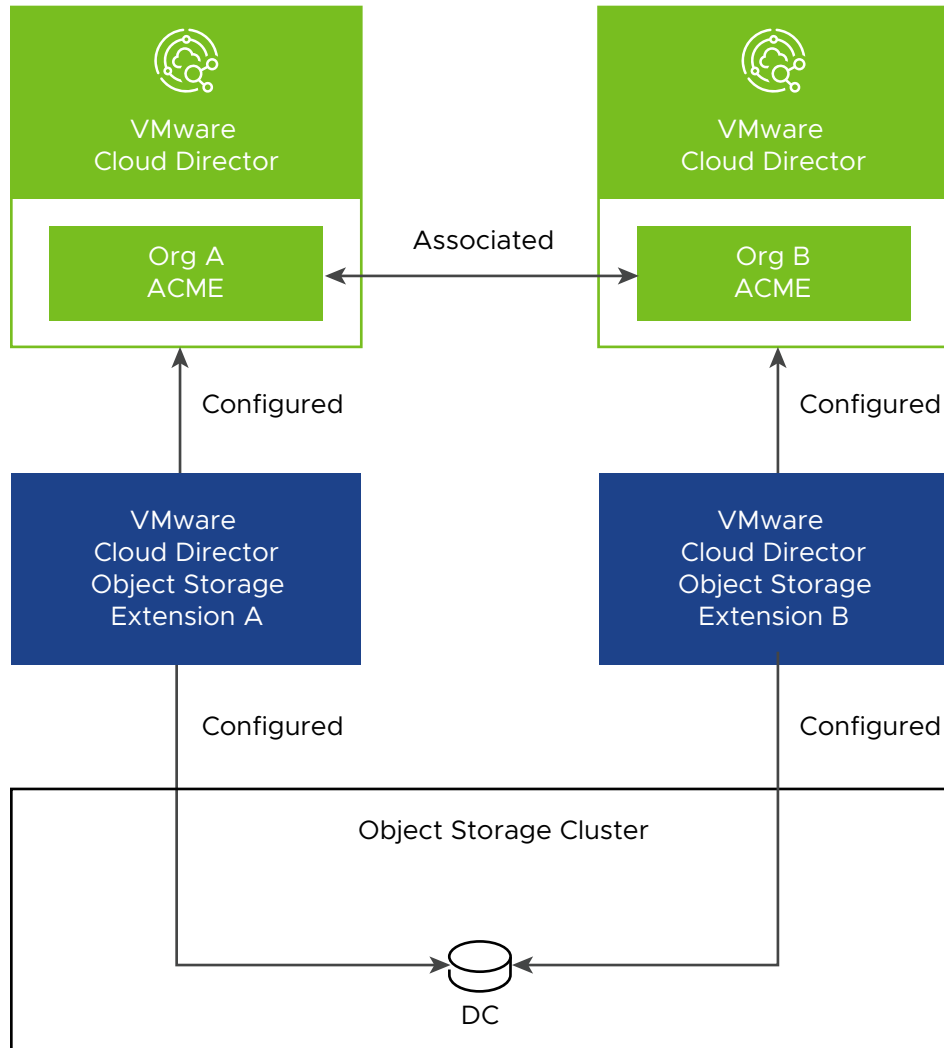 VMware
Cloud Director
VMware
Cloud Director
Org A
ACME
Associated
Org B
ACME
Configured
Configured
VMware
Cloud Director
Object Storage
Extension A
VMware
Cloud Director
Object Storage
Extension B
Configured
Configured
Object Storage Cluster
DC